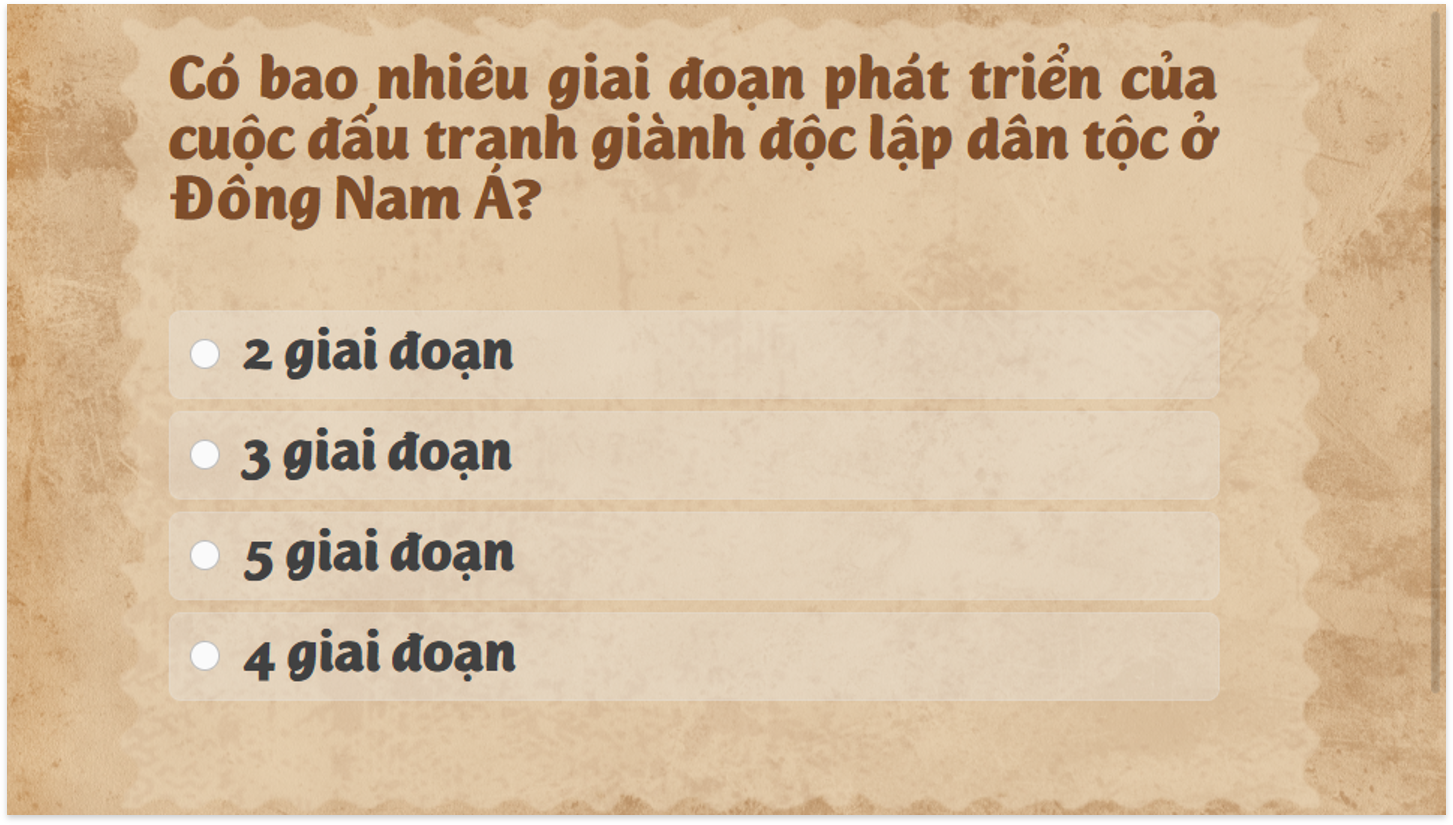 Có bao nhiêu giai đoạn phát triển của
cuộc đấu tranh giành độc lập dân tộc ở
Đông Nam Á?
2 giai đoạn
3 giai đoạn
5 giai đoạn
4 giai đoạn